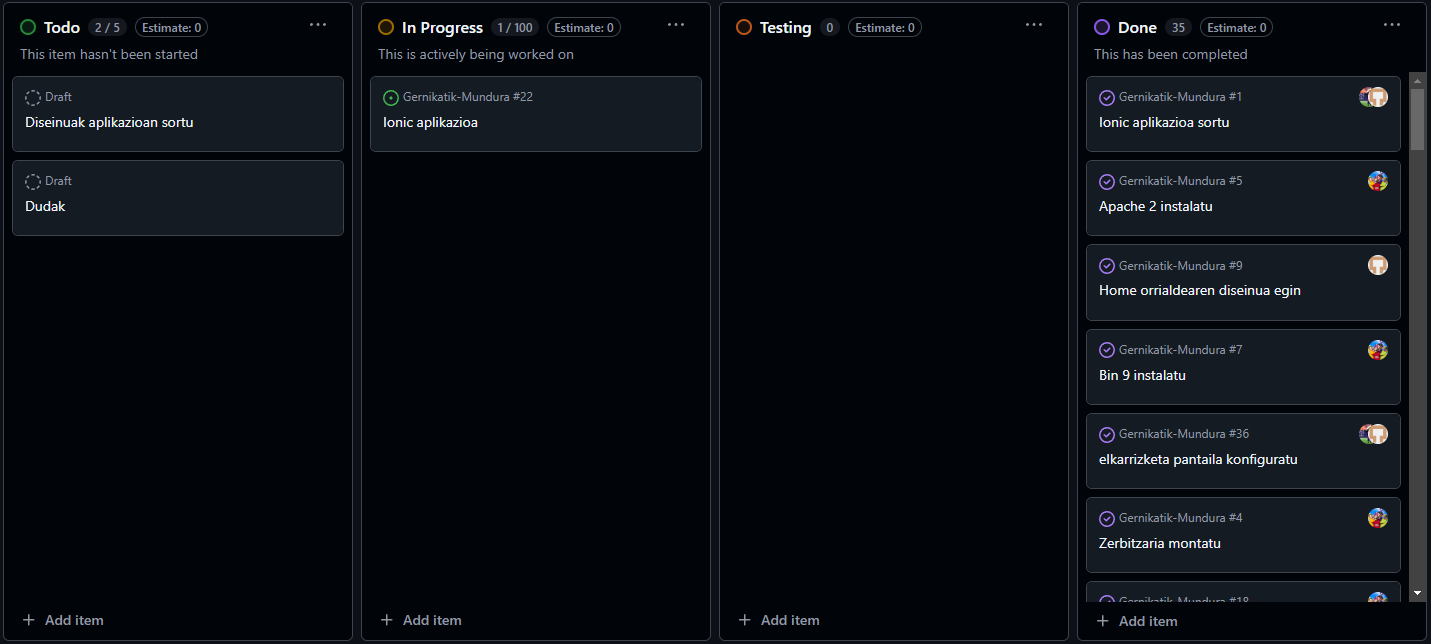 Todo 2 / 5 Estimate: 0
This item hasn't been started
Draft
Diseinuak aplikazioan sortu
Draft
Dudak
Add item
In Progress 1 / 100 Estimate: 0
This is actively being worked on
Gernikatik-Mundura #22
Ionic aplikazioa
Add item
Testing 0 Estimate: 0
Add item
Done 35 Estimate: 0
This has been completed
Gernikatik-Mundura #1
Ionic aplikazioa sortu
Gernikatik-Mundura #5
Apache 2 instalatu
Gernikatik-Mundura #9
Home orrialdearen diseinua egin
Gernikatik-Mundura #7
Bin 9 instalatu
Gernikatik-Mundura #36
elkarrizketa pantaila konfiguratu
Gernikatik-Mundura #4
Zerbitzaria montatu
Gernikatik-Mundura #18
Add item